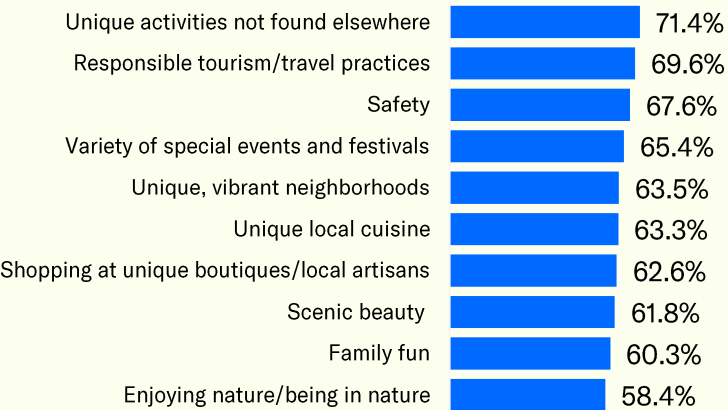 Unique activities not found elsewhere 71.4%
Responsible tourism/travel practices 69.6%
Safety 67.6%
Variety of special events and festivals 65.4%
Unique, vibrant neighborhoods 63.5%
Unique local cuisine 63.3%
Shopping at unique boutiques/local artisans 62.6%
Scenic beauty 61.8%
Family fun 60.3%
Enjoying nature/being in nature 58.4%